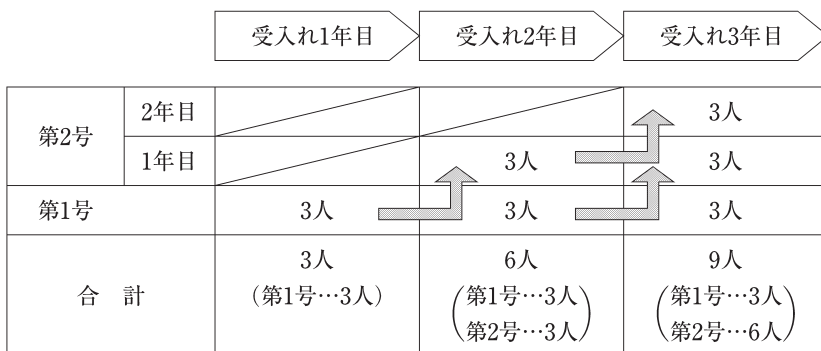 受入れ1年目
受入れ2年目
受入れ3年目
第2号
2年目
3人
1年目
3人
3人
第1号
3人
3人
3人
合 計
3人
(第1号…3人)
6人
(第1号…3人
第2号…3人)
9人
(第1号…3人
第2号…6人)